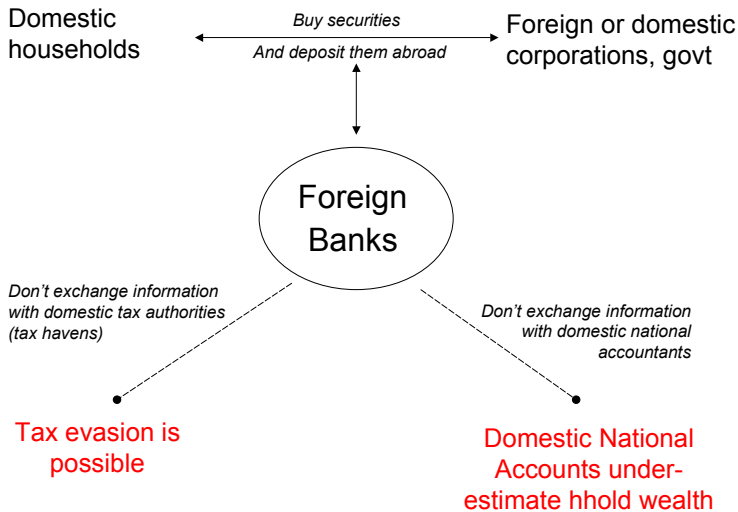 Domestic
households
Buy securities
And deposit them abroad
Foreign or domestic
corporations, govt
Foreign
Banks
Don’t exchange information
with domestic tax authorities
(tax havens)
Don’t exchange information
with domestic national
accountants
Tax evasion is
possible
Domestic National
Accounts under-
estimate hhold wealth